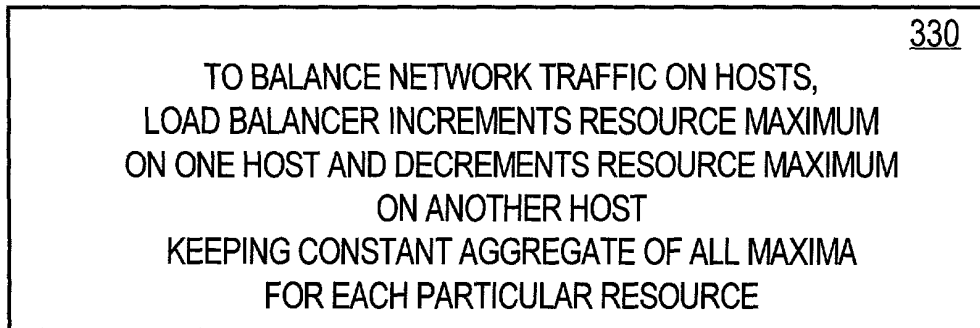 330
TO BALANCE NETWORK TRAFFIC ON HOSTS,
LOAD BALANCER INCREMENTS RESOURCE MAXIMUM
ON ONE HOST AND DECREMENTS RESOURCE MAXIMUM
ON ANOTHER HOST
KEEPING CONSTANT AGGREGATE OF ALL MAXIMA
FOR EACH PARTICULAR RESOURCE